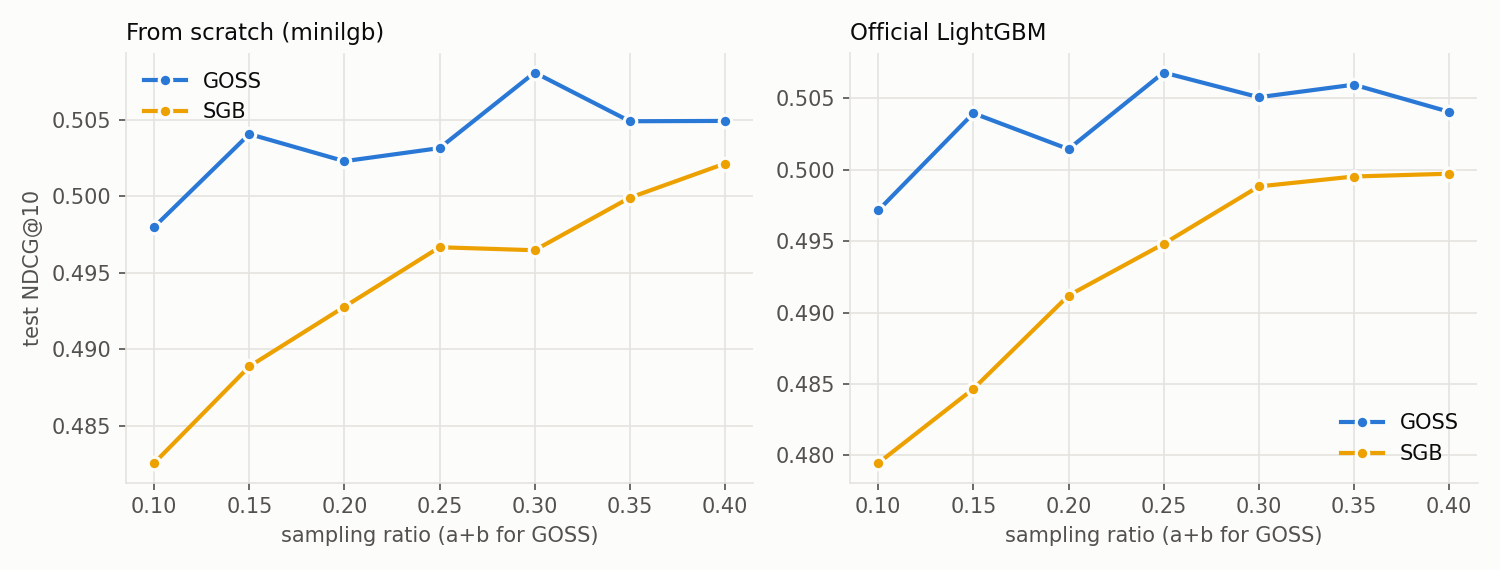 From scratch (minilgb)
GOSS
SGB
test NDCG@10
0.505
0.500
0.495
0.490
0.485
0.10 0.15 0.20 0.25 0.30 0.35 0.40
sampling ratio (a+b for GOSS)
Official LightGBM
0.505
0.500
0.495
0.490
0.485
0.480
GOSS
SGB
0.10 0.15 0.20 0.25 0.30 0.35 0.40
sampling ratio (a+b for GOSS)